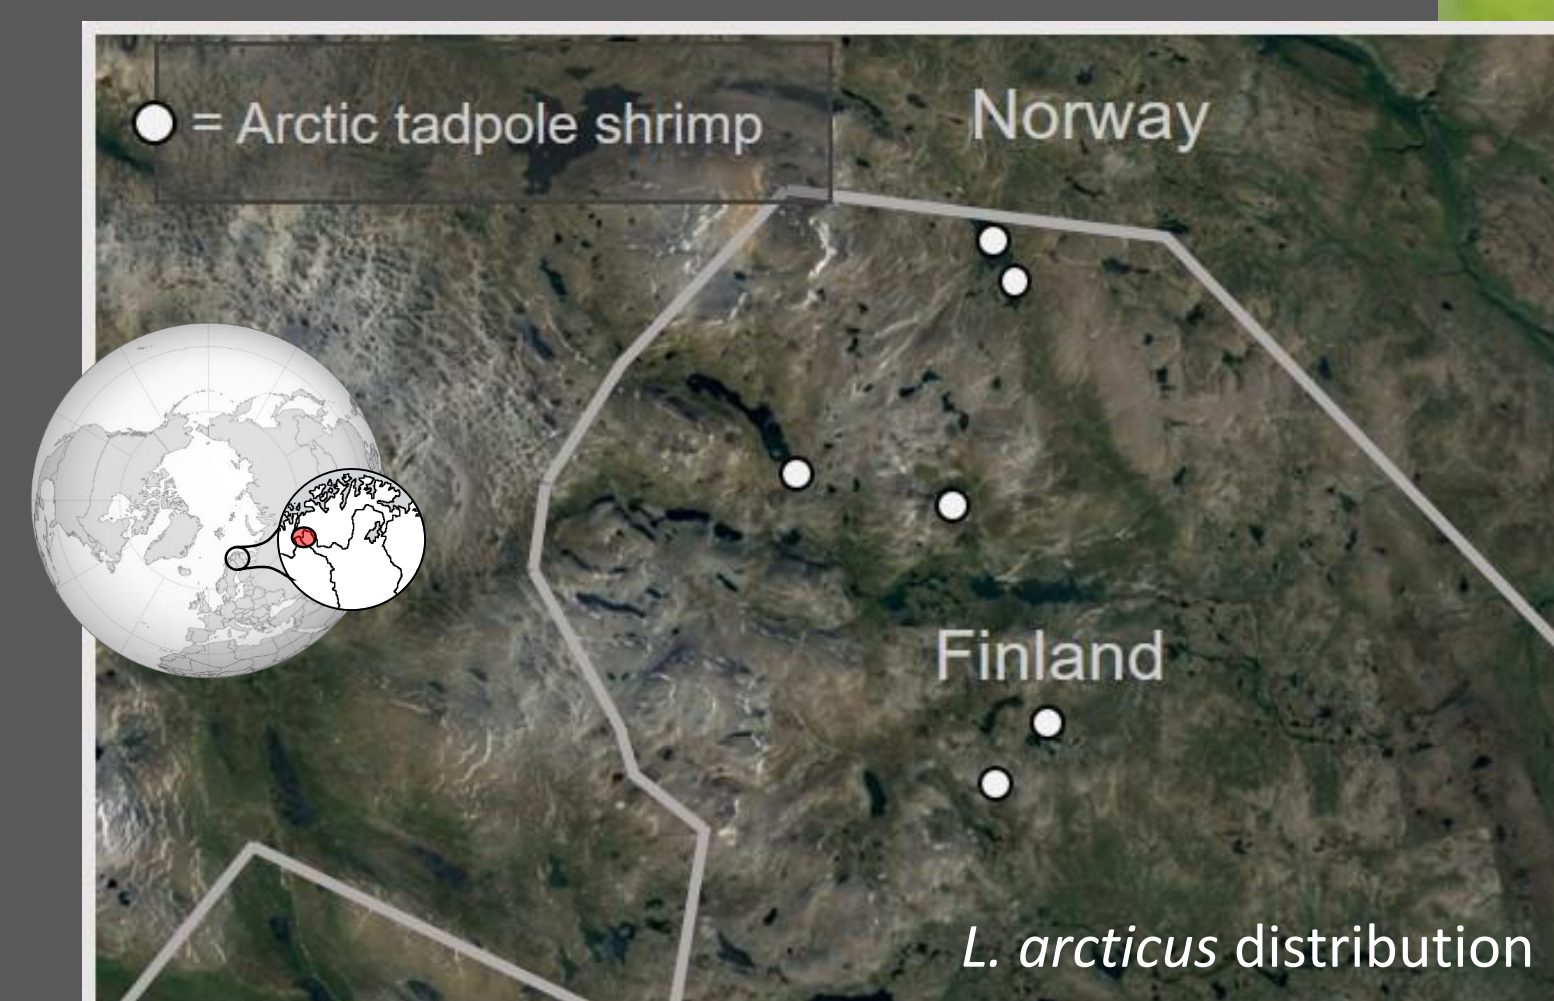 = Arctic tadpole shrimp
Norway
Finland
L. arcticus distribution